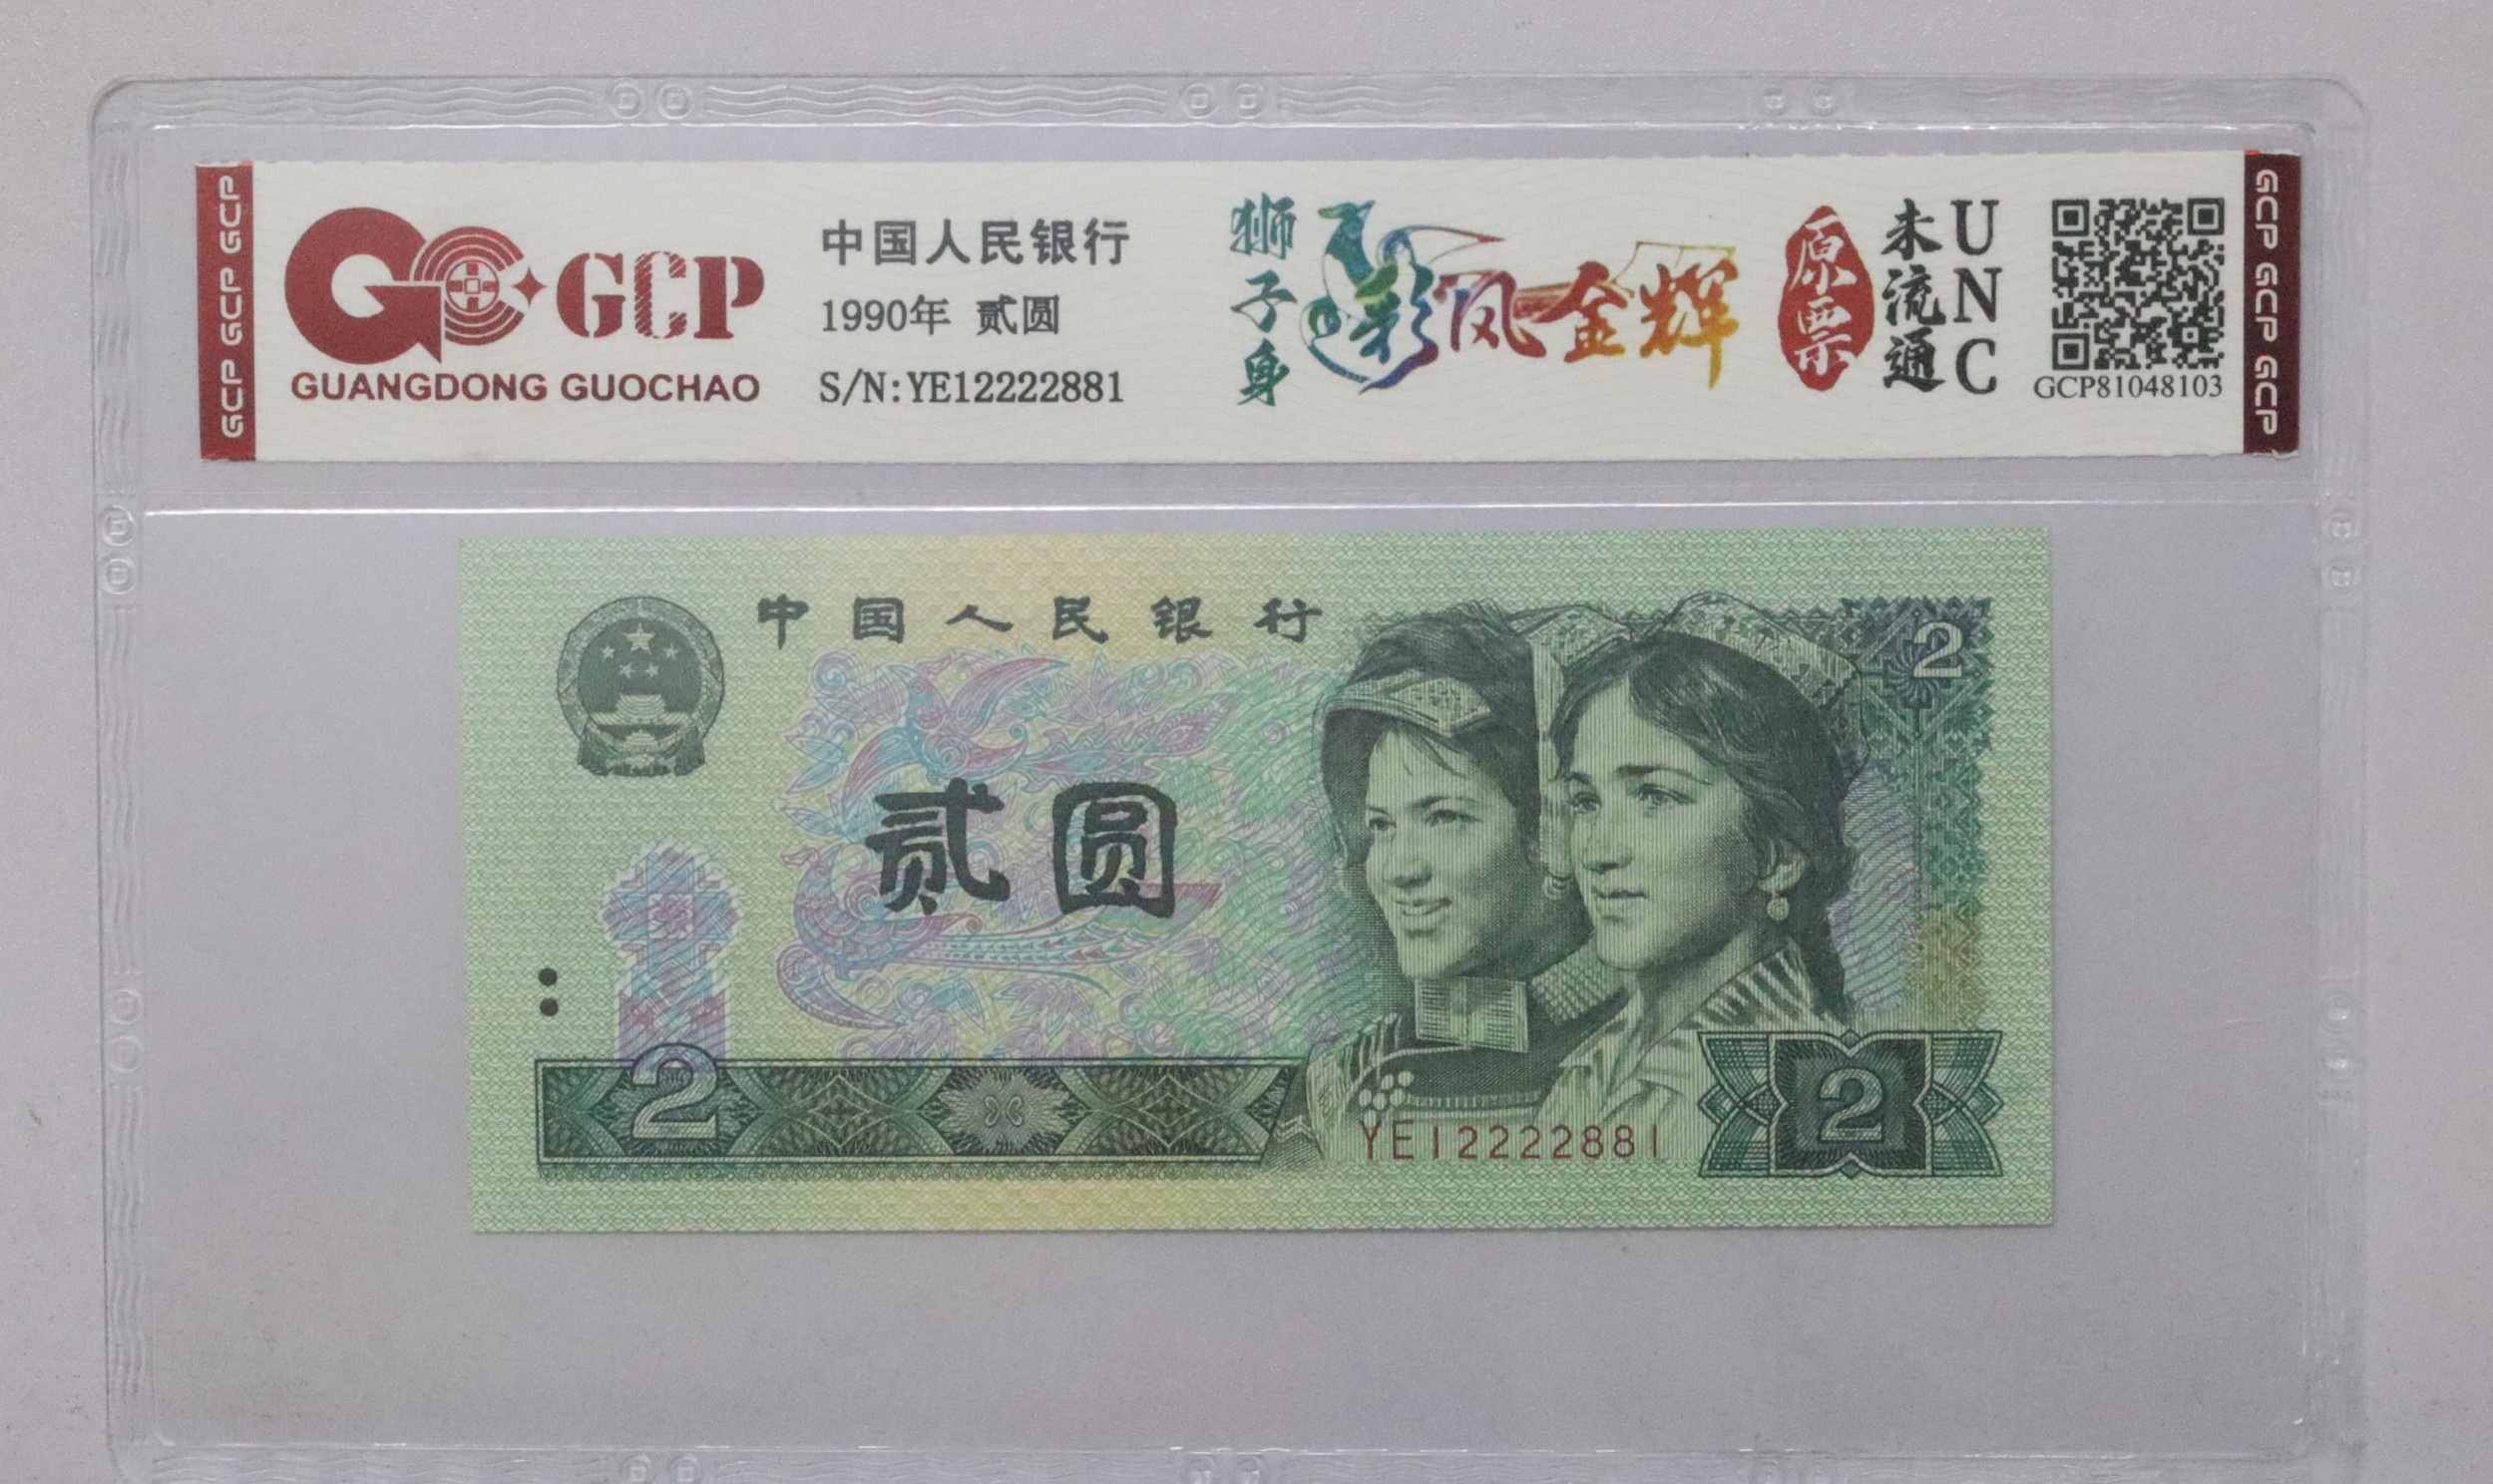 GCP GCP GCP
GCP
GUANGDONG GUOCHAO
中国人民银行
1990年 贰圆
S/N:YE12222881
狮子身
彩凤金辉
原票
未流通
UNC
GCP81048103
GCP GCP GCP
中国人民银行
2
贰圆
2
YE12222881
2